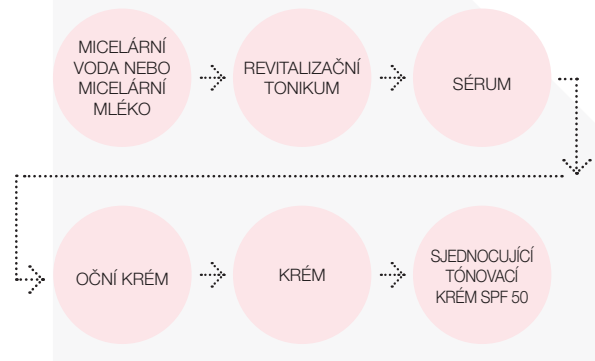 MICELÁRNÍ
VODA NEBO
MICELÁRNÍ
MLÉKO
REVITALIZAČNÍ
TONIKUM
SÉRUM
OČNÍ KRÉM
KRÉM
SJEDNOCUJÍCÍ
TÓNOVACÍ
KRÉM SPF 50